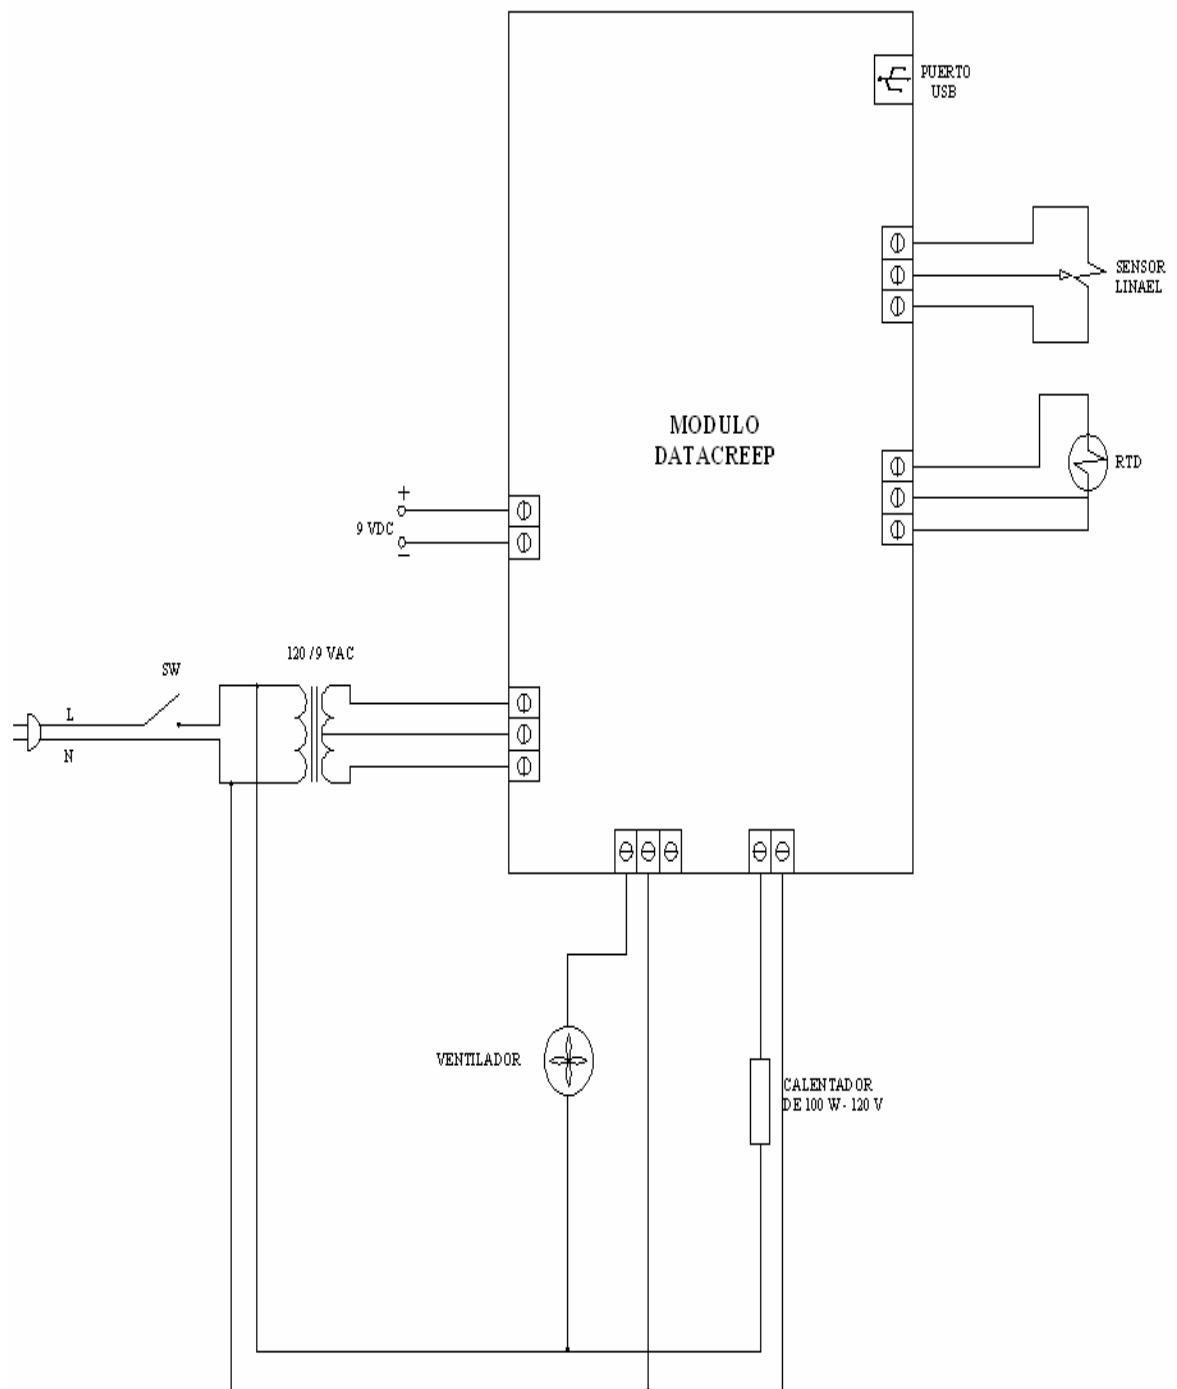 PUERTO
USB
SENSOR
LINAEL
MODULO
DATACREEP
RTD
+
9 VDC
−
120 / 9 VAC
SW
L
N
VENTILADOR
CALENTADOR
DE 100 W - 120 V